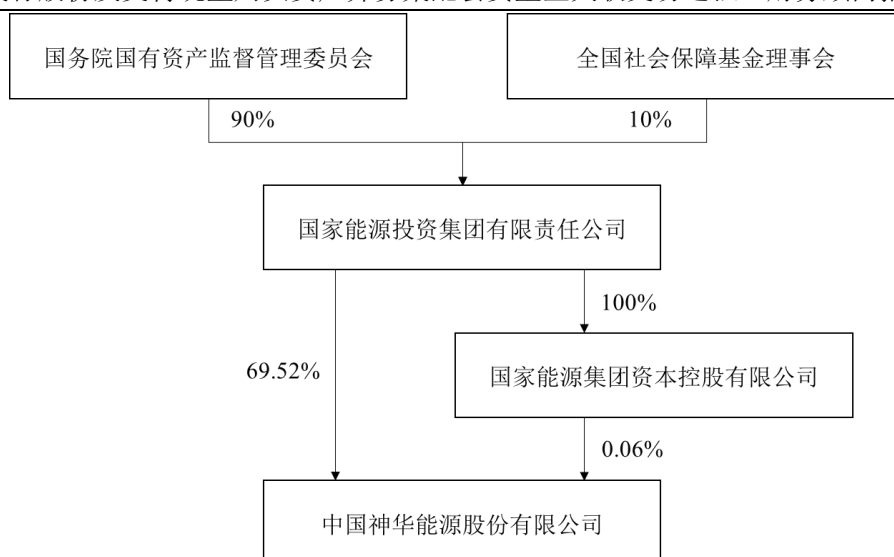 国务院国有资产监督管理委员会
全国社会保障基金理事会
90%
10%
国家能源投资集团有限责任公司
100%
69.52%
国家能源集团资本控股有限公司
0.06%
中国神华能源股份有限公司